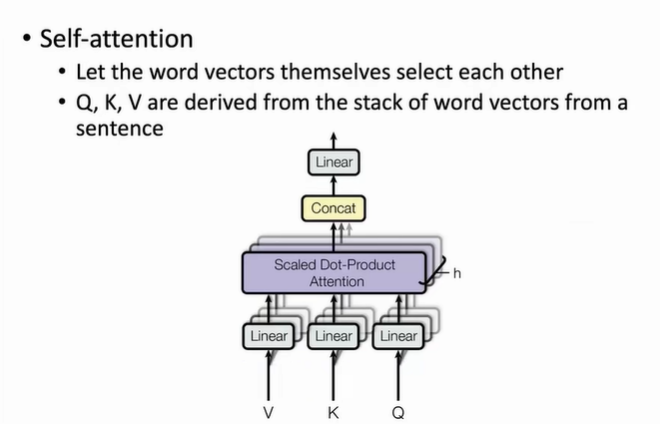 • Self-attention
• Let the word vectors themselves select each other
• Q, K, V are derived from the stack of word vectors from a
sentence
Linear
Concat
Scaled Dot-Product
Attention
h
Linear Linear Linear
V K Q